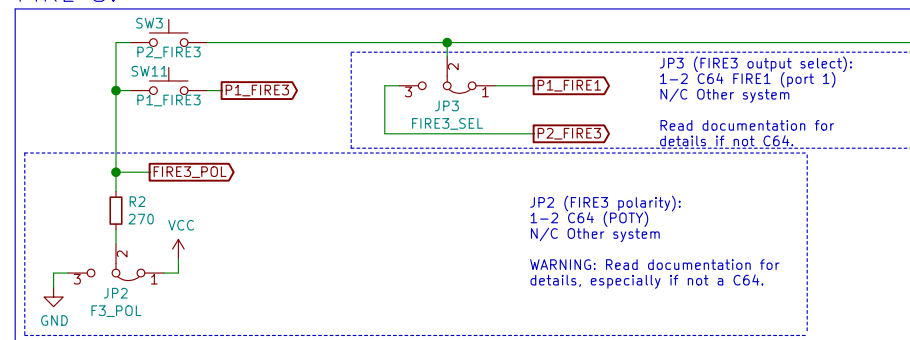 SW3
P2_FIRE3
SW11
P1_FIRE3
P1_FIRE3
2
3
1
JP3
FIRE3_SEL
P1_FIRE1
P2_FIRE3
JP3 (FIRE3 output select):
1-2 C64 FIRE1 (port 1)
N/C Other system
Read documentation for
details if not C64.
FIRE3_POL
R2
270
VCC
2
3
1
JP2
F3_POL
GND
JP2 (FIRE3 polarity):
1-2 C64 (POTY)
N/C Other system
WARNING: Read documentation for
details, especially if not a C64.